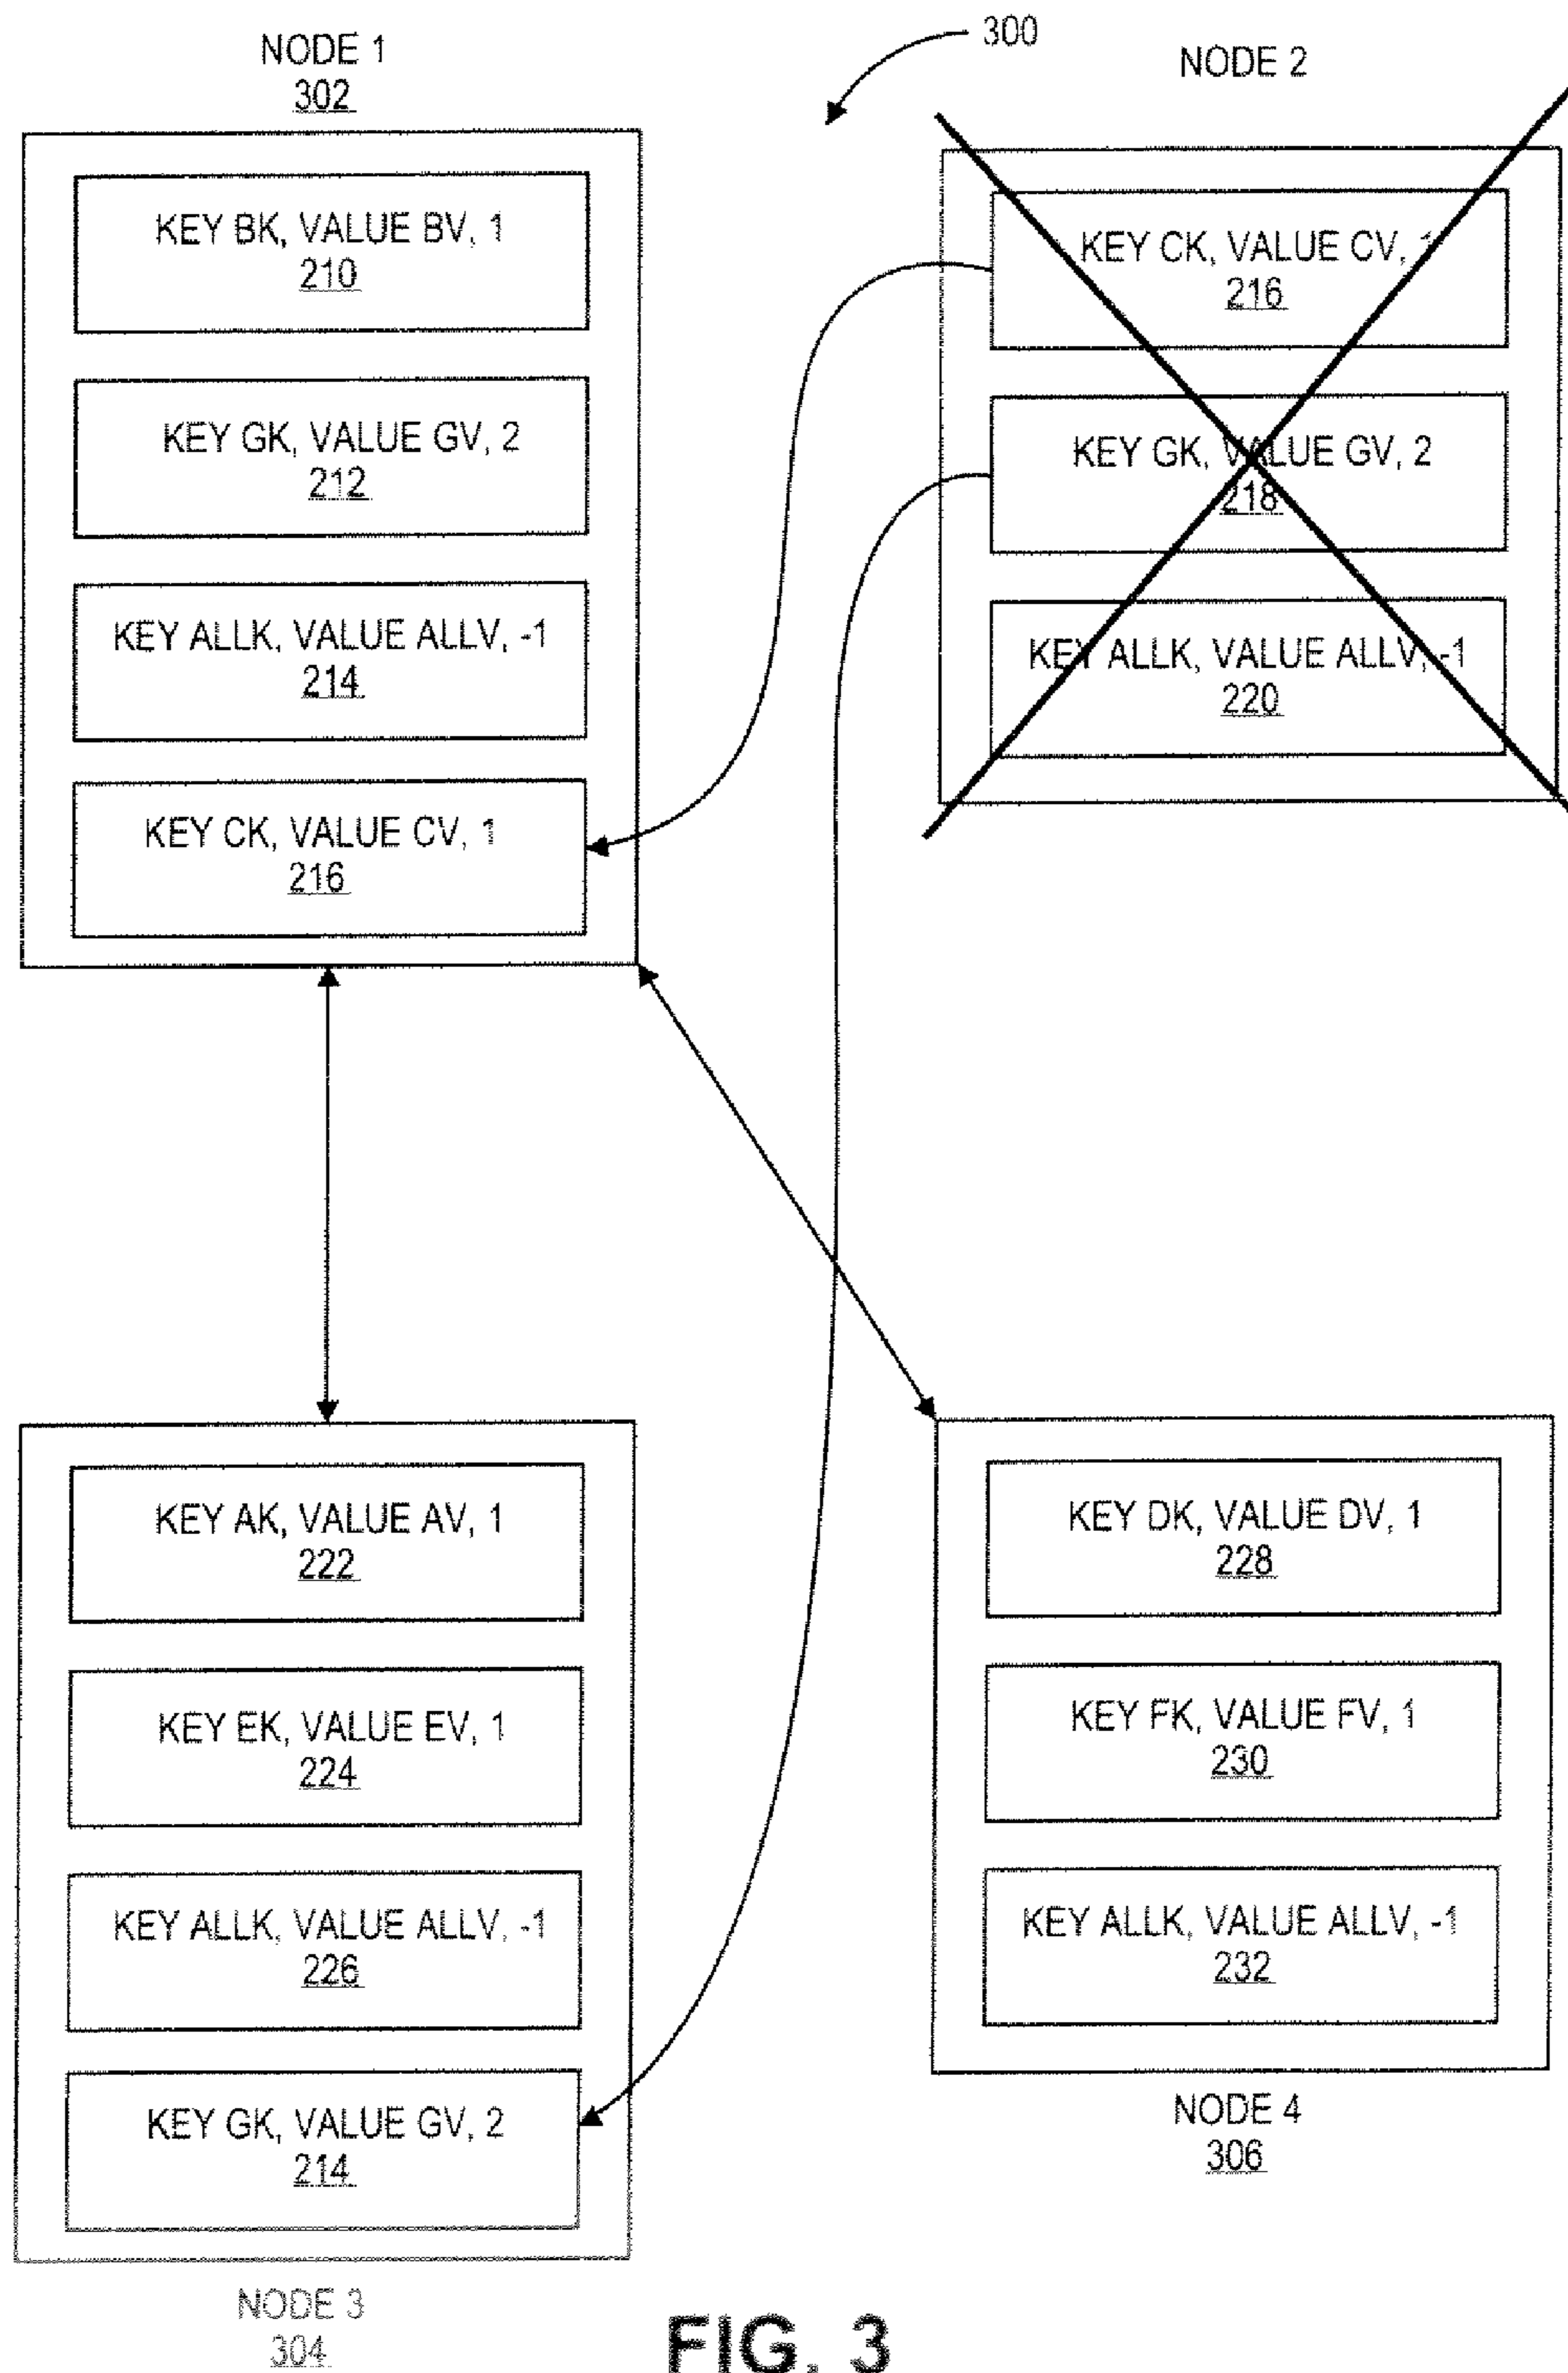 300
NODE 1
302
KEY BK, VALUE BV, 1
210
KEY GK, VALUE GV, 2
212
KEY ALLK, VALUE ALLV, -1
214
KEY CK, VALUE CV, 1
216
NODE 2
KEY CK, VALUE CV, 1
216
KEY GK, VALUE GV, 2
218
KEY ALLK, VALUE ALLV, -1
220
KEY AK, VALUE AV, 1
222
KEY EK, VALUE EV, 1
224
KEY ALLK, VALUE ALLV, -1
226
KEY GK, VALUE GV, 2
214
NODE 3
304
KEY DK, VALUE DV, 1
228
KEY FK, VALUE FV, 1
230
KEY ALLK, VALUE ALLV, -1
232
NODE 4
306
FIG. 3